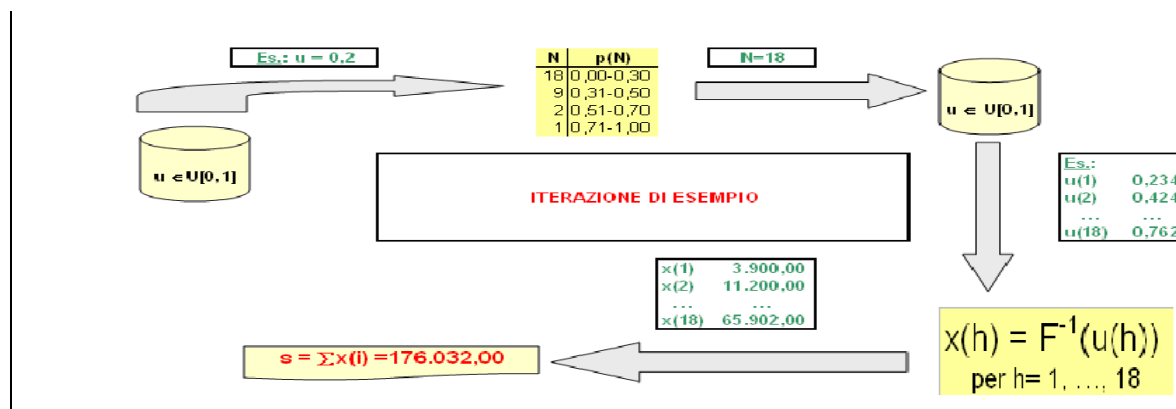 Es.: u = 0,2
N p(N)
18 0,00-0,30
9 0,31-0,50
2 0,51-0,70
1 0,71-1,00
N=18
u ∈ U[0,1]
u ∈U[0,1]
ITERAZIONE DI ESEMPIO
Es.:
u(1) 0,234
u(2) 0,424
... ...
u(18) 0,762
x(1) 3.900,00
x(2) 11.200,00
... ...
x(18) 65.902,00
x(h) = F⁻¹(u(h))
per h= 1, ..., 18
s = ∑x(i) =176.032,00